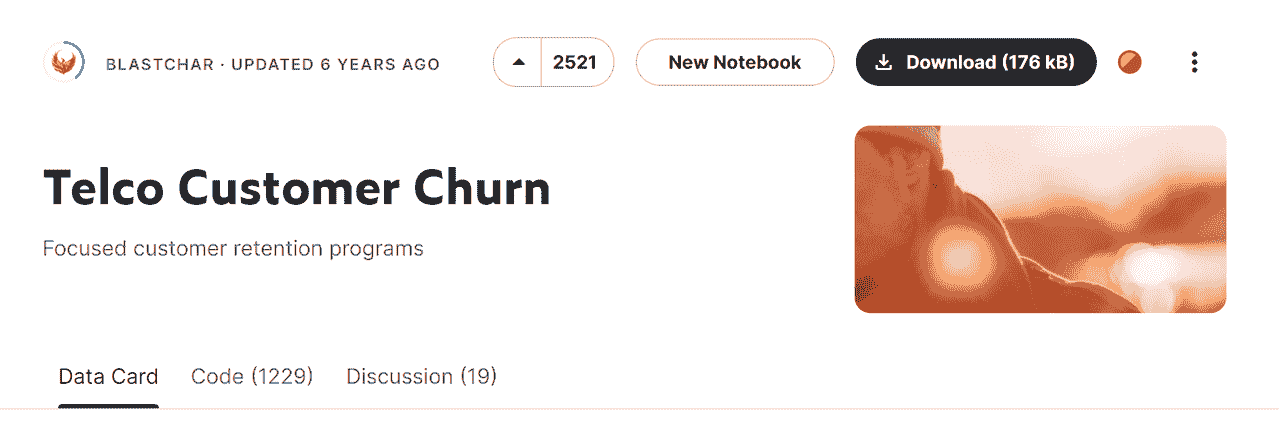 BLASTCHAR · UPDATED 6 YEARS AGO
2521
New Notebook
Download (176 kB)
Telco Customer Churn
Focused customer retention programs
Data Card
Code (1229)
Discussion (19)